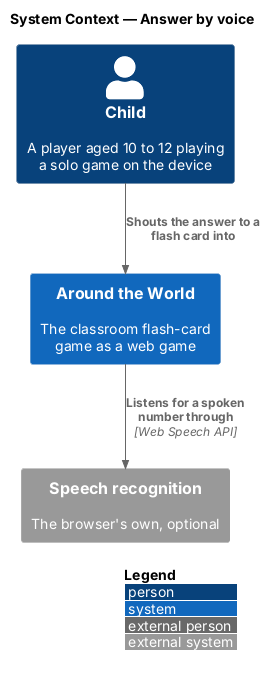 System Context — Answer by voice
Child
A player aged 10 to 12 playing
a solo game on the device
Shouts the answer to a
flash card into
Around the World
The classroom flash-card
game as a web game
Listens for a spoken
number through
[Web Speech API]
Speech recognition
The browser's own, optional
Legend
person
system
external person
external system